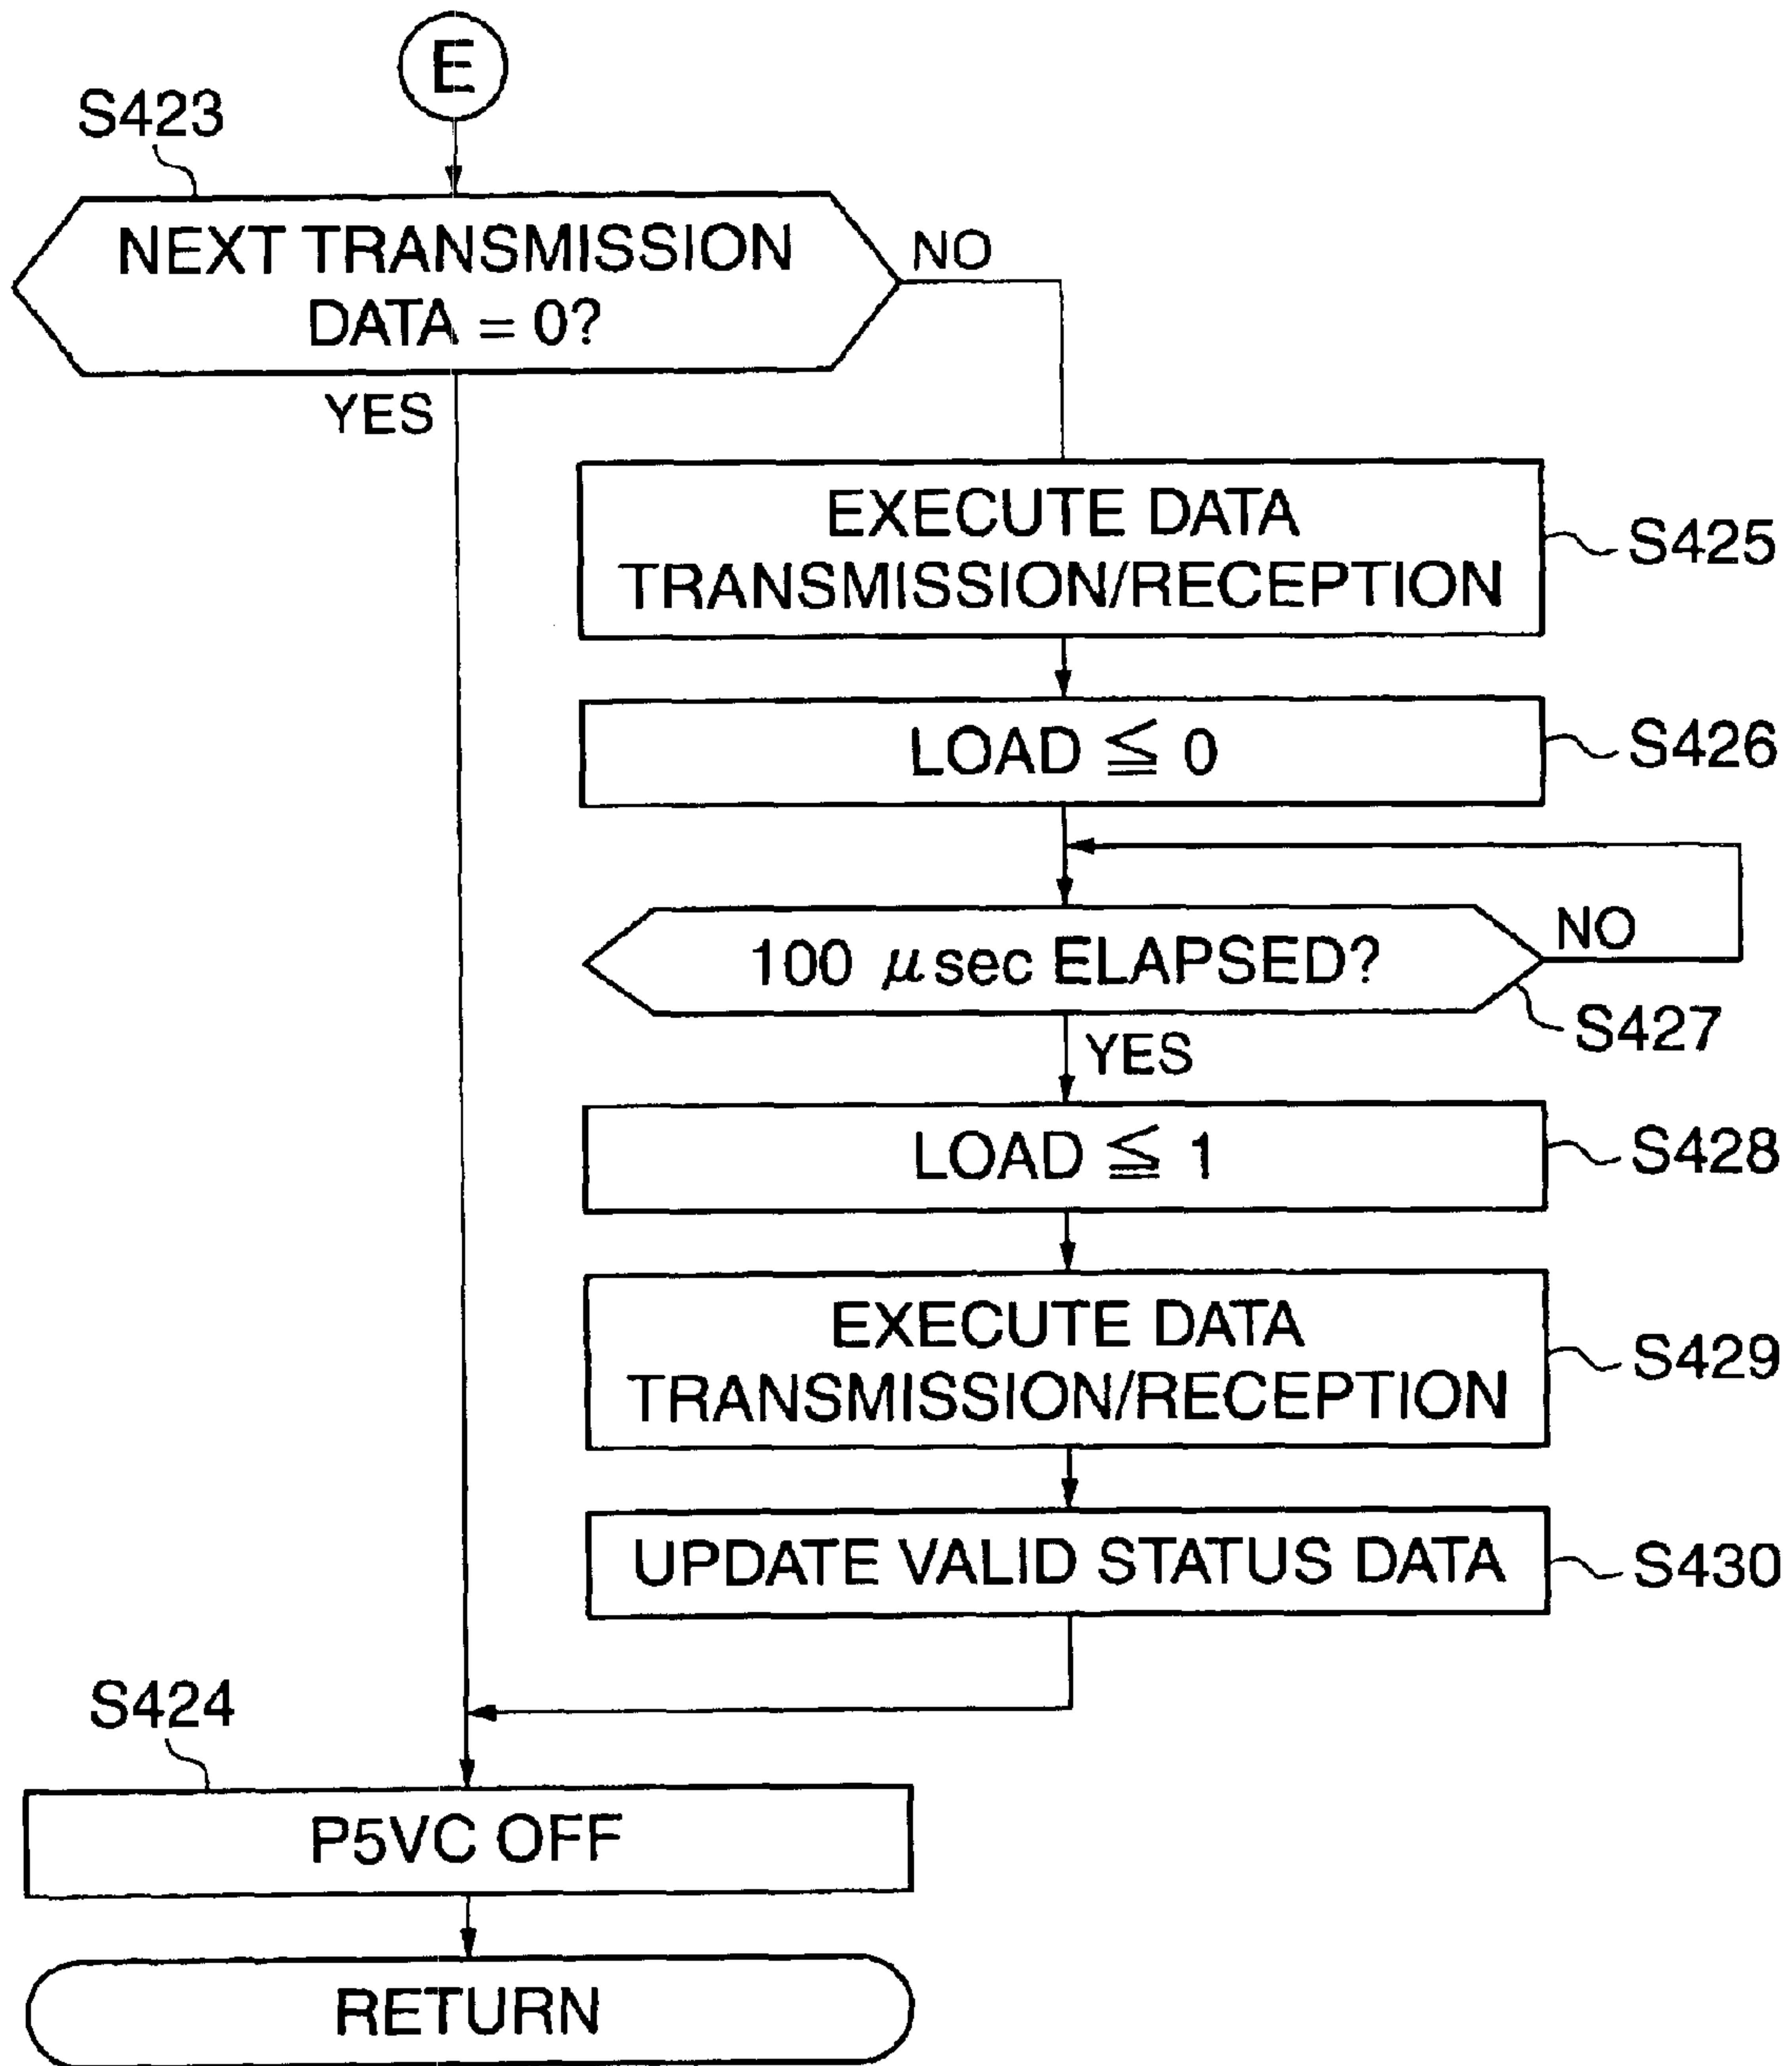 E
S423
NEXT TRANSMISSION
DATA = 0?
NO
YES
EXECUTE DATA
TRANSMISSION/RECEPTION
S425
LOAD ≦ 0
S426
100 μsec ELAPSED?
NO
S427
YES
LOAD ≦ 1
S428
EXECUTE DATA
TRANSMISSION/RECEPTION
S429
UPDATE VALID STATUS DATA
S430
S424
P5VC OFF
RETURN